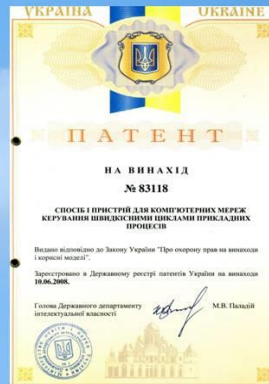 УКРАЇНА UKRAINE
ПАТЕНТ
НА ВИНАХІД
№ 83118
СПОСІБ І ПРИСТРІЙ ДЛЯ КОМП'ЮТЕРНИХ МЕРЕЖ
КЕРУВАННЯ ШВИДКІСНИМИ ЦИКЛАМИ ПРИКЛАДНИХ
ПРОЦЕСІВ
Видано відповідно до Закону України "Про охорону прав на винаходи
і корисні моделі".
Зареєстровано в Державному реєстрі патентів України на винаходи
10.06.2008.
Голова Державного департаменту
інтелектуальної власності
М.В. Паладій